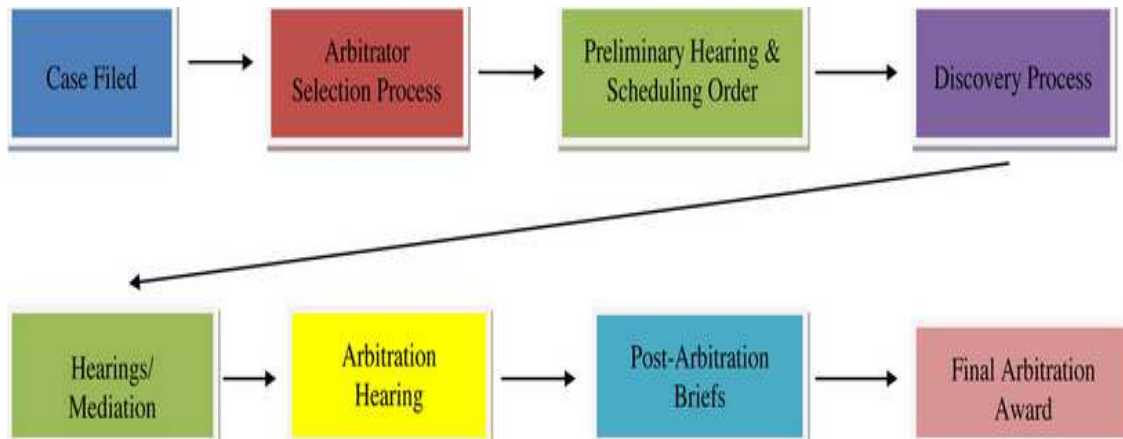 Case Filed
Arbitrator
Selection Process
Preliminary Hearing &
Scheduling Order
Discovery Process
Hearings/
Mediation
Arbitration
Hearing
Post-Arbitration
Briefs
Final Arbitration
Award